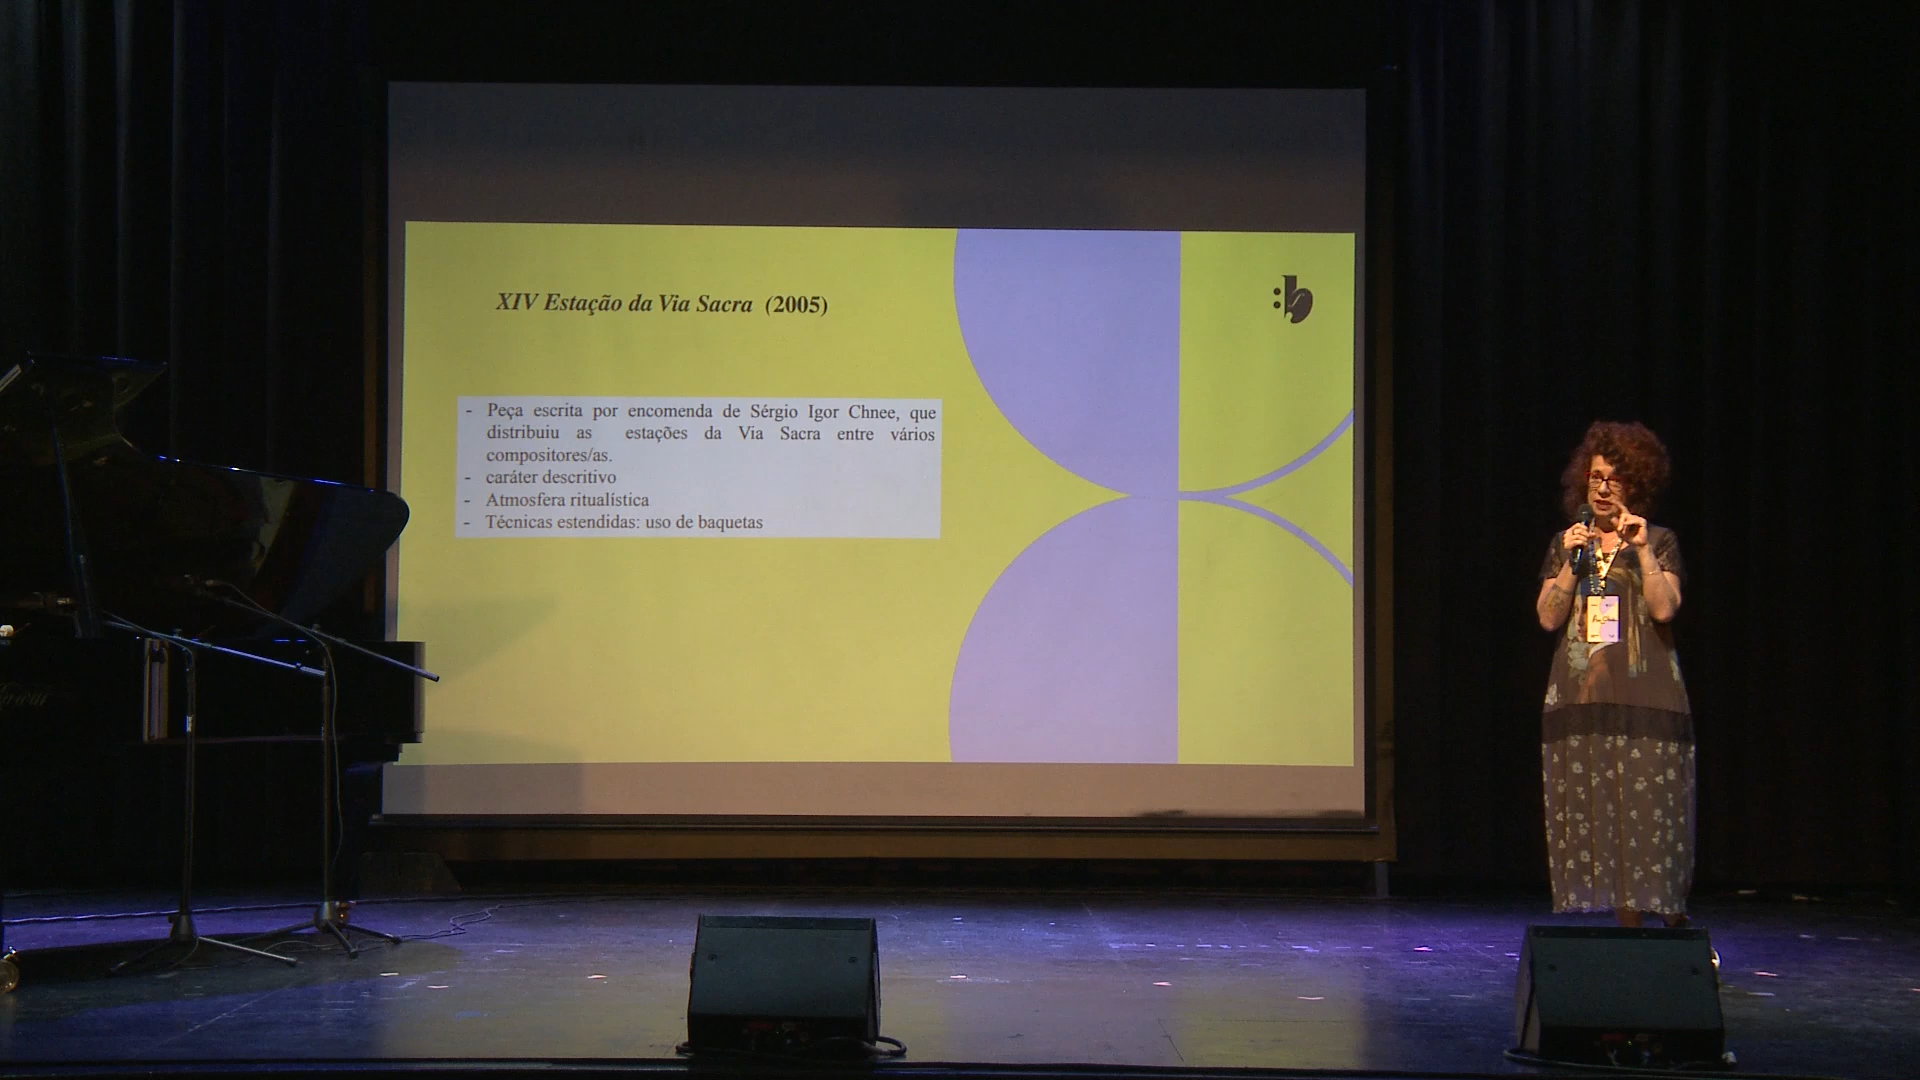 XIV Estação da Via Sacra (2005)
- Peça escrita por encomenda de Sérgio Igor Chnee, que
distribuiu as estações da Via Sacra entre vários
compositores/as.
- caráter descritivo
- Atmosfera ritualística
- Técnicas estendidas: uso de baquetas